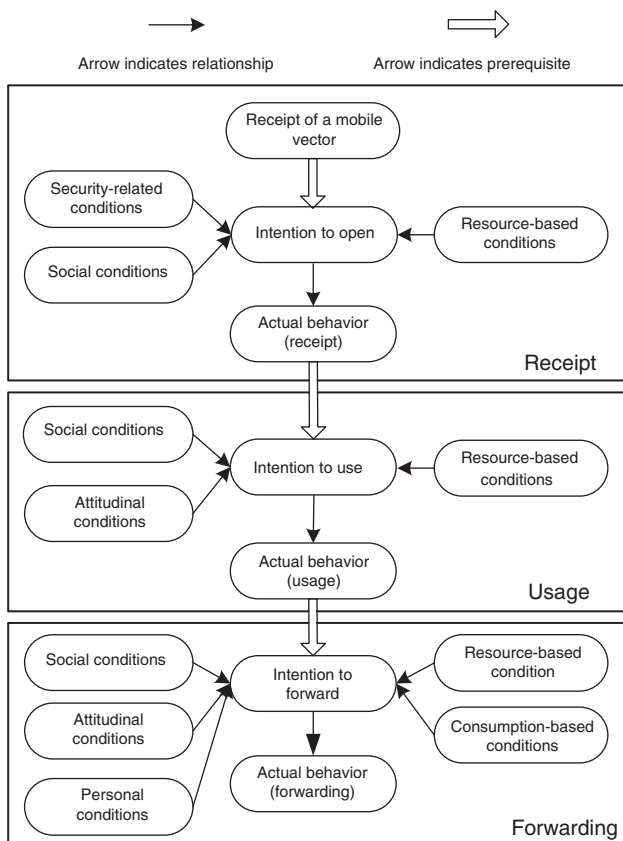 Arrow indicates relationship
Arrow indicates prerequisite
Receipt of a mobile
vector
Security-related
conditions
Intention to open
Resource-based
conditions
Social conditions
Actual behavior
(receipt)
Receipt
Social conditions
Intention to use
Resource-based
conditions
Attitudinal
conditions
Actual behavior
(usage)
Usage
Social conditions
Intention to
forward
Resource-based
condition
Attitudinal
conditions
Consumption-based
conditions
Personal
conditions
Actual behavior
(forwarding)
Forwarding